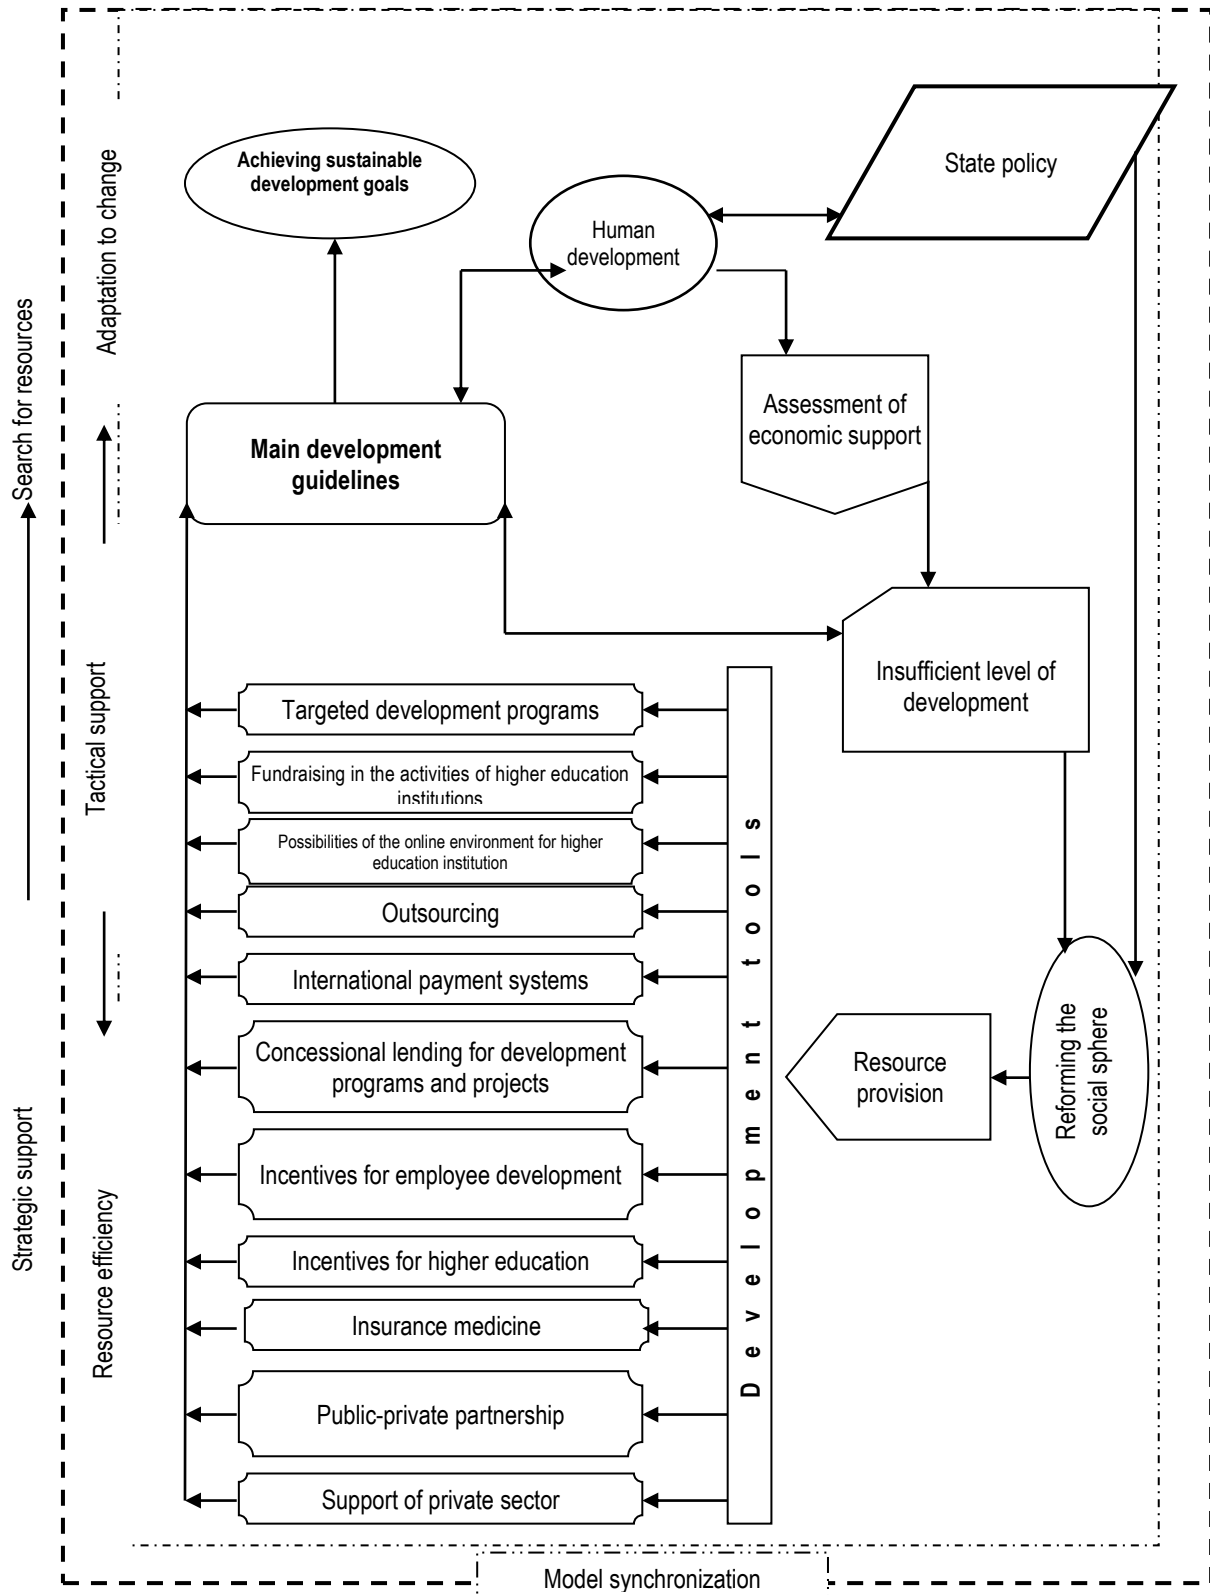 Search for resources
Strategic support
Adaptation to change
Tactical support
Resource efficiency
Achieving sustainable
development goals
State policy
Human
development
Assessment of
economic support
Main development
guidelines
Insufficient level of
development
Targeted development programs
Fundraising in the activities of higher education
institutions
Possibilities of the online environment for higher
education institution
Outsourcing
International payment systems
Concessional lending for development
programs and projects
Incentives for employee development
Incentives for higher education
Insurance medicine
Public-private partnership
Support of private sector
Development tools
Resource
provision
Reforming the
social sphere
Model synchronization